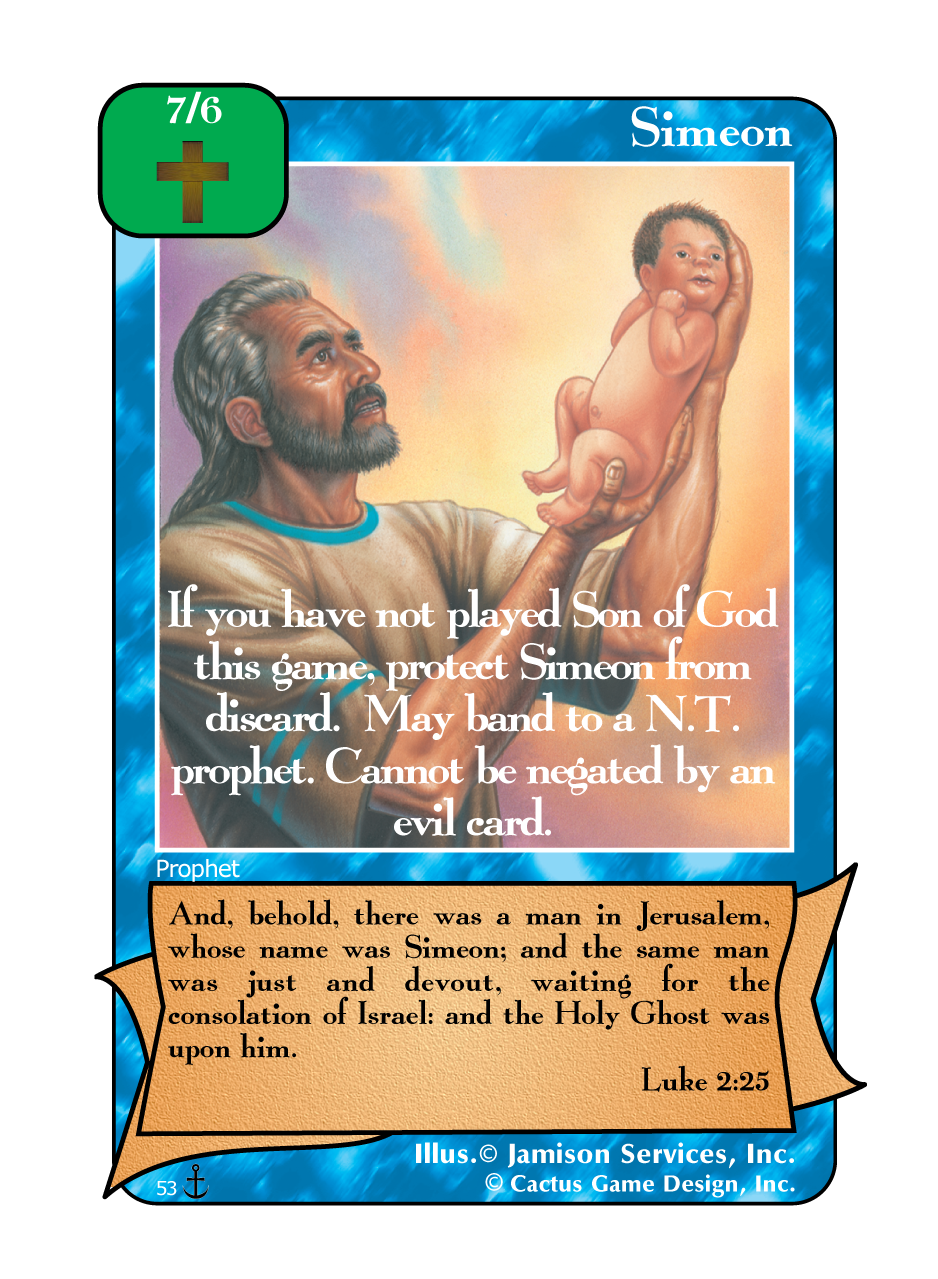 7/6
Simeon
If you have not played Son of God
this game, protect Simeon from
discard. May band to a N.T.
prophet. Cannot be negated by an
evil card.
Prophet
And, behold, there was a man in Jerusalem,
whose name was Simeon; and the same man
was just and devout, waiting for the
consolation of Israel: and the Holy Ghost was
upon him.
Luke 2:25
Illus.© Jamison Services, Inc.
53
© Cactus Game Design, Inc.